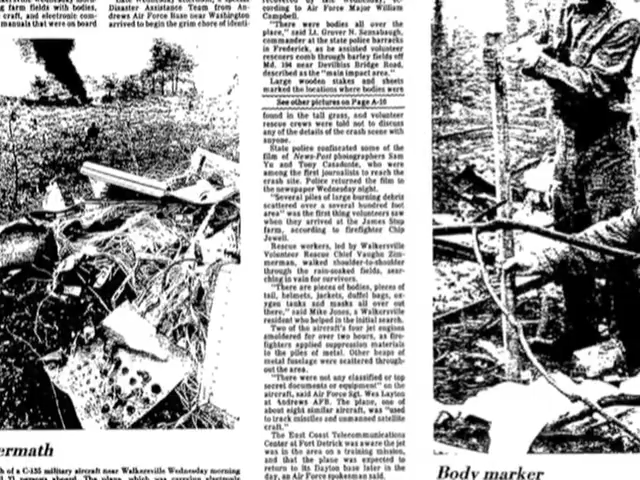 farm fields with bodies,
craft, and electronic com-
manuals that were on board
Disaster Assistance Team from An-
drews Air Force Base near Washington
arrived to begin the grim chore of identi-
cording to Air Force Major William
Campbell.
"There were bodies all over the
place," said Lt. Grover N. Sensabaugh,
commander at the state police barracks
in Frederick, as he assisted volunteer
rescuers comb through barley fields off
Md. 194 near Devilbiss Bridge Road,
described as the "main impact area."
Large wooden stakes and sheets
marked the locations where bodies were
See other pictures on Page A-10
found in the tall grass, and volunteer
rescue crews were told not to discuss
any of the details of the crash scene with
anyone.
State police confiscated some of the
film of News-Post photographers Sam
Yu and Tony Casadonte, who were
among the first journalists to reach the
crash site. Police returned the film to
the newspaper Wednesday night.
"Several piles of large burning debris
scattered over a several hundred foot
area" was the first thing volunteers saw
when they arrived at the James Stup
farm, according to firefighter Chip
Jewell.
Rescue workers, led by Walkersville
Volunteer Rescue Chief Vaughn Zim-
merman, walked shoulder-to-shoulder
through the rain-soaked fields, sear-
ching in vain for survivors.
"There are pieces of bodies, pieces of
tail, helmets, jackets, duffel bags, ox-
ygen tanks and masks all over out
there," said Mike Jones, a Walkersville
resident who helped in the initial search.
Two of the aircraft's four jet engines
smoldered for over two hours, as fire-
fighters applied suppression materials
to the piles of metal. Other heaps of
metal fuselage were scattered through-
out the area.
"There were not any classified or top
secret documents or equipment" on the
aircraft, said Air Force Sgt. Wes Layton
at Andrews AFB. The plane, one of
about eight similar aircraft, was "used
to track missiles and unmanned satellite
craft."
The East Coast Telecommunications
Center at Fort Detrick was aware the jet
was in the area on a training mission,
and that the plane was expected to
return to its Dayton base later in the
day, an Air Force spokesman said.
ermath
h of a C-135 military aircraft near Walkersville Wednesday morning
Body marker